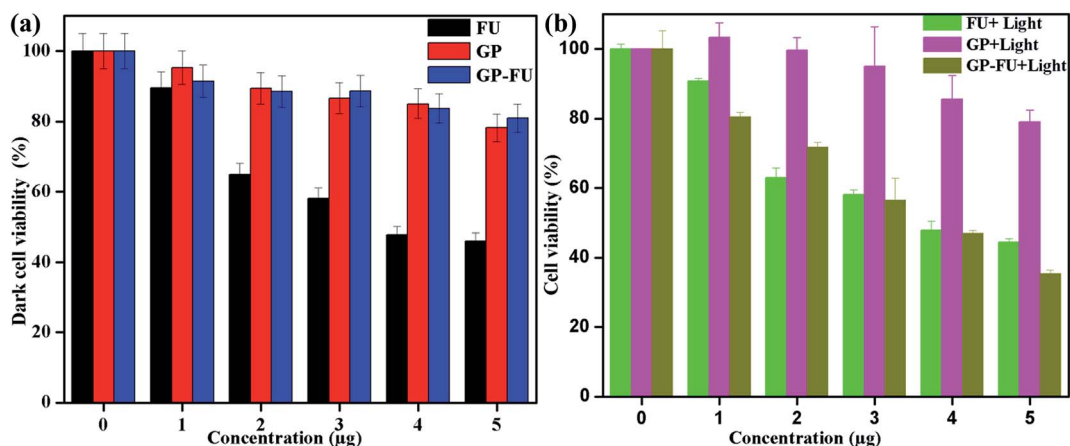 (a)
FU
GP
GP-FU
Dark cell viability (%)
100
80
60
40
20
0
0 1 2 3 4 5
Concentration (µg)
(b)
FU+ Light
GP+Light
GP-FU+Light
Cell viability (%)
100
80
60
40
20
0
0 1 2 3 4 5
Concentration (µg)